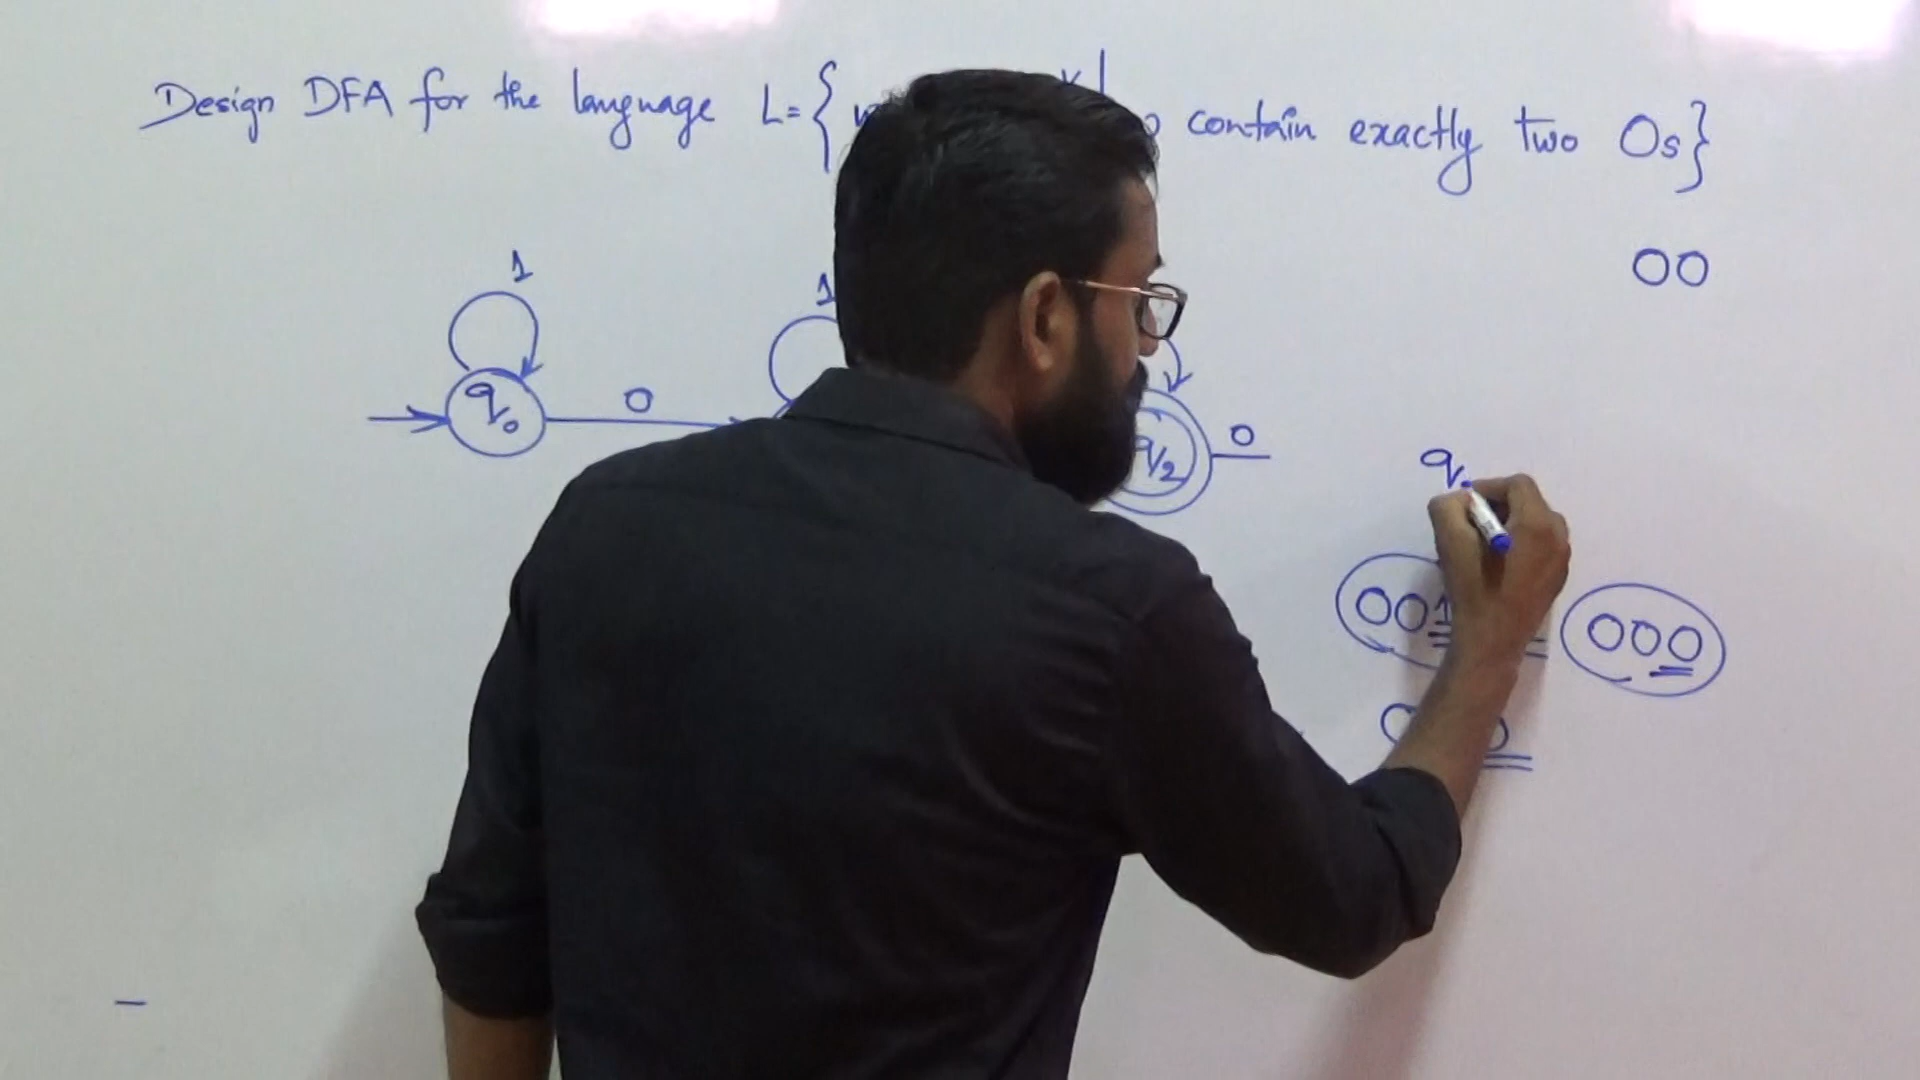 Design DFA for the language L={ contain exactly two 0s}
00
1
1
q0 0 q2 0
q
001 000